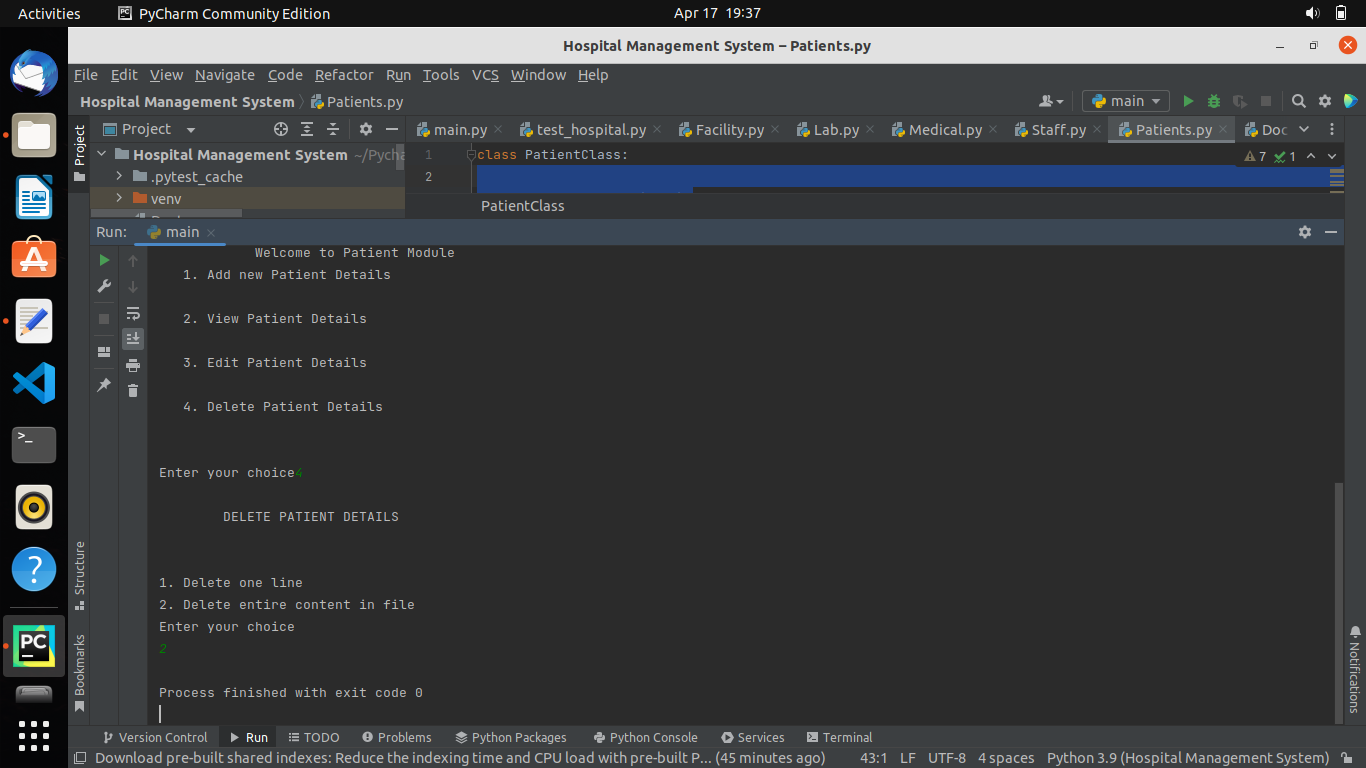 Activities PyCharm Community Edition Apr 17 19:37
Hospital Management System – Patients.py
File Edit View Navigate Code Refactor Run Tools VCS Window Help
Hospital Management System Patients.py main
Project main.py test_hospital.py Facility.py Lab.py Medical.py Staff.py Patients.py Doc
Project
Hospital Management System ~/Pycha
.pytest_cache
venv
1 class PatientClass: 7 1
2
PatientClass
Run: main
Welcome to Patient Module
1. Add new Patient Details
2. View Patient Details
3. Edit Patient Details
4. Delete Patient Details
Enter your choice4
DELETE PATIENT DETAILS
1. Delete one line
2. Delete entire content in file
Enter your choice
2
Process finished with exit code 0
Structure
Bookmarks
Notifications
PC
Version Control Run TODO Problems Python Packages Python Console Services Terminal
Download pre-built shared indexes: Reduce the indexing time and CPU load with pre-built P... (45 minutes ago) 43:1 LF UTF-8 4 spaces Python 3.9 (Hospital Management System)